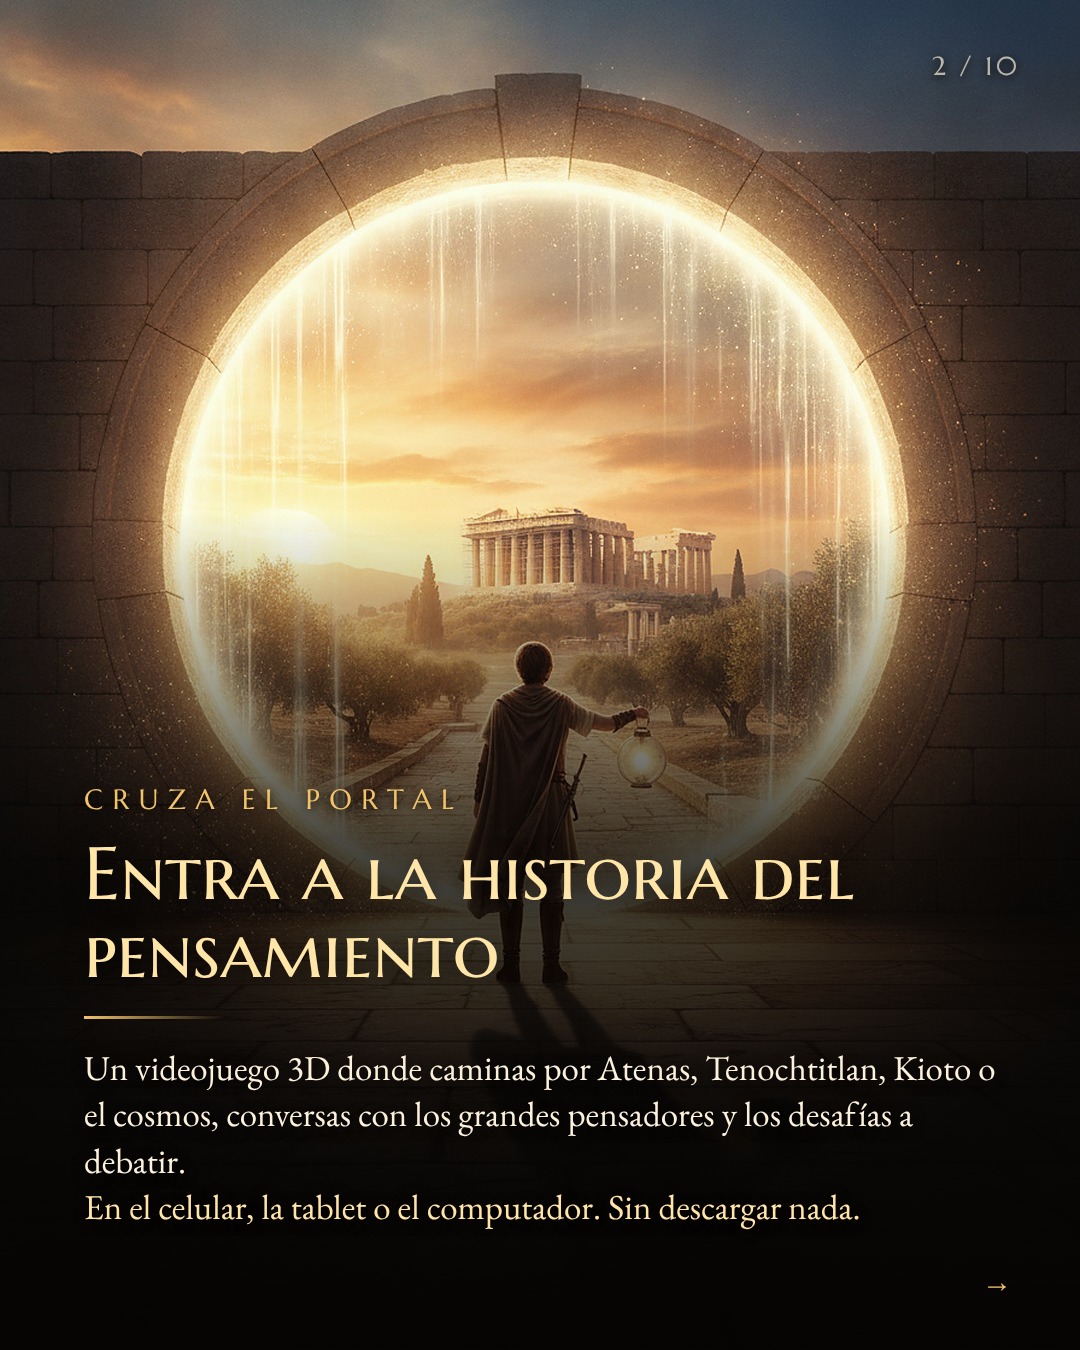 2 / 10
CRUZA EL PORTAL
Entra a la historia del
pensamiento
Un videojuego 3D donde caminas por Atenas, Tenochtitlan, Kioto o
el cosmos, conversas con los grandes pensadores y los desafías a
debatir.
En el celular, la tablet o el computador. Sin descargar nada.
→